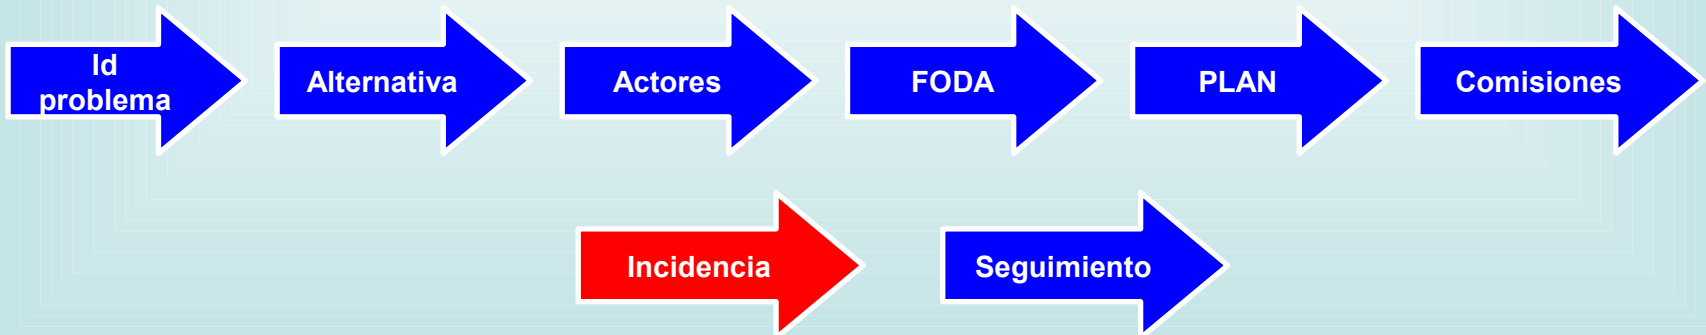 Id
problema
Alternativa
Actores
FODA
PLAN
Comisiones
Incidencia
Seguimiento